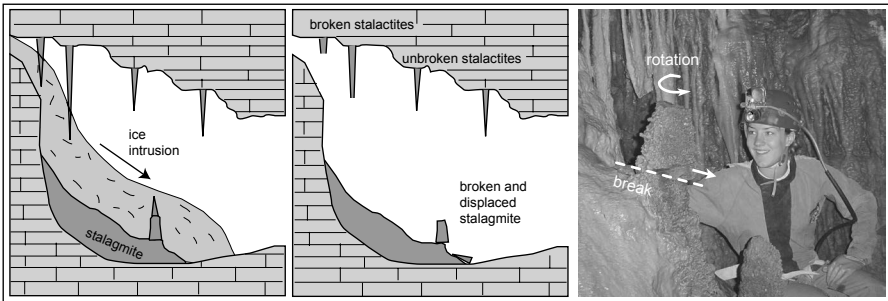 ice
intrusion
stalagmite
broken stalactites
unbroken stalactites
broken and
displaced
stalagmite
rotation
break